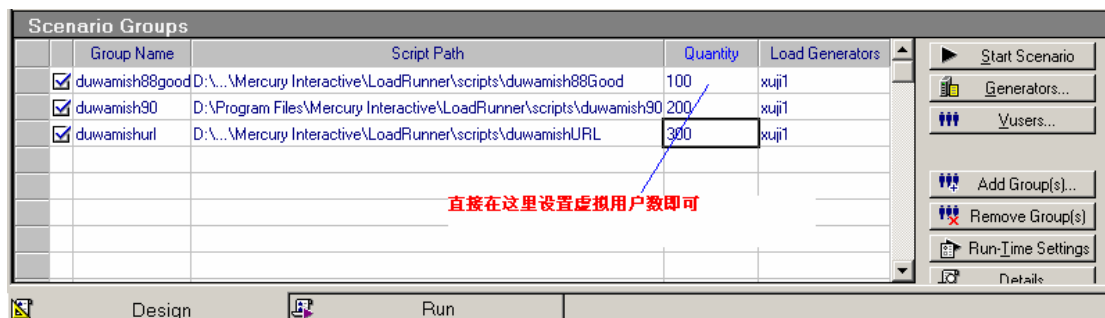 Scenario Groups
Group Name Script Path Quantity Load Generators
duwamish88good D:\...\Mercury Interactive\LoadRunner\scripts\duwamish88Good 100 xuji1
duwamish90 D:\Program Files\Mercury Interactive\LoadRunner\scripts\duwamish90 200 xuji1
duwamishurl D:\...\Mercury Interactive\LoadRunner\scripts\duwamishURL 300 xuji1
直接在这里设置虚拟用户数即可
Start Scenario
Generators...
Vusers...
Add Group(s)...
Remove Group(s)
Run-Time Settings
Details
Design Run